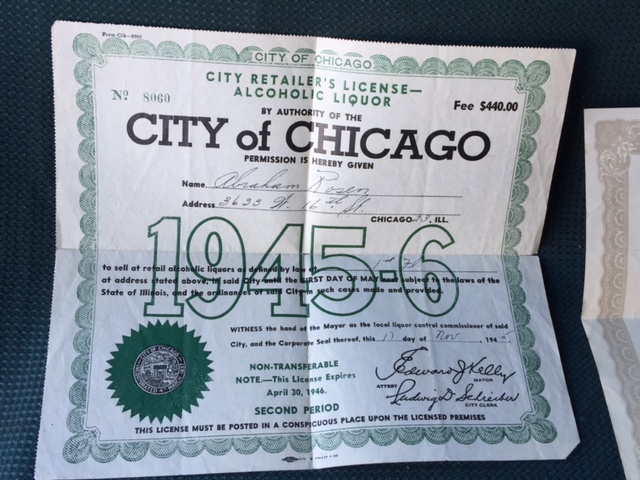 CITY OF CHICAGO
CITY RETAILER'S LICENSE—
ALCOHOLIC LIQUOR
Nº 8060
Fee $440.00
BY AUTHORITY OF THE
CITY of CHICAGO
PERMISSION IS HEREBY GIVEN
Name Abraham Rosen
Address 3633 W. 16th St.
CHICAGO 23, ILL.
1945-6
to sell at retail alcoholic liquors as defined by law at 1st Fl
at address stated above, in said City until the FIRST DAY OF MAY subject to the laws of the
State of Illinois, and the ordinances of said City in such cases made and provided.
WITNESS the hand of the Mayor as the local liquor control commissioner of said
City, and the Corporate Seal thereof, this 17 day of Nov. 1945
NON-TRANSFERABLE
NOTE.—This License Expires
April 30, 1946.
SECOND PERIOD
Edward J Kelly
MAYOR
ATTEST
Ludwig D. Schreiber
CITY CLERK
THIS LICENSE MUST BE POSTED IN A CONSPICUOUS PLACE UPON THE LICENSED PREMISES